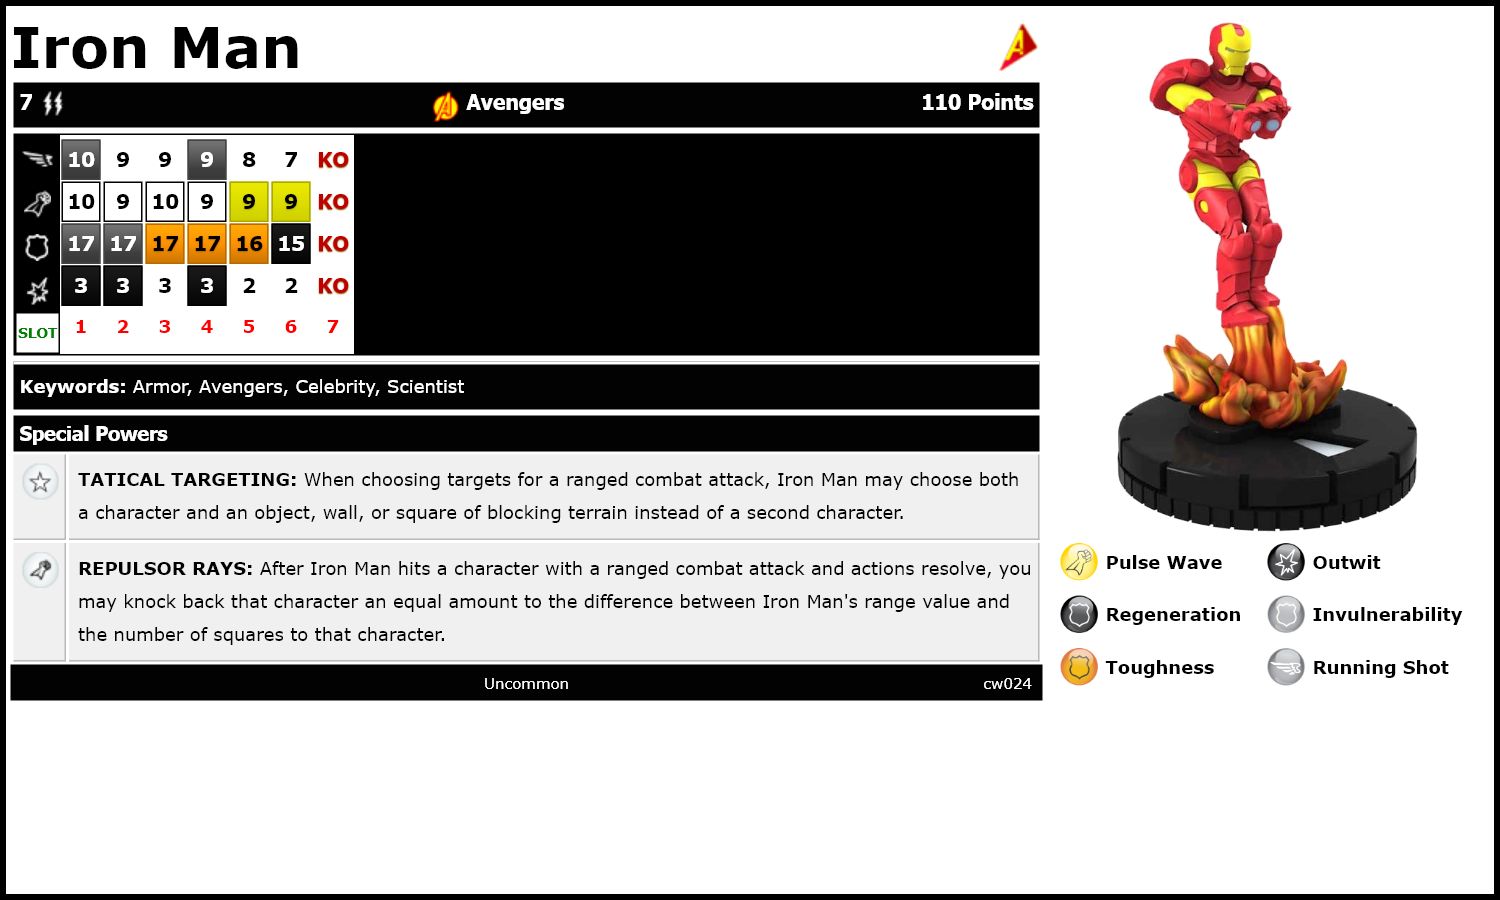 Iron Man
7 Avengers 110 Points
10 9 9 9 8 7 KO
10 9 10 9 9 9 KO
17 17 17 17 16 15 KO
3 3 3 3 2 2 KO
SLOT 1 2 3 4 5 6 7
Keywords: Armor, Avengers, Celebrity, Scientist
Special Powers
TATICAL TARGETING: When choosing targets for a ranged combat attack, Iron Man may choose both
a character and an object, wall, or square of blocking terrain instead of a second character.
REPULSOR RAYS: After Iron Man hits a character with a ranged combat attack and actions resolve, you
may knock back that character an equal amount to the difference between Iron Man's range value and
the number of squares to that character.
Uncommon cw024
Pulse Wave Outwit
Regeneration Invulnerability
Toughness Running Shot